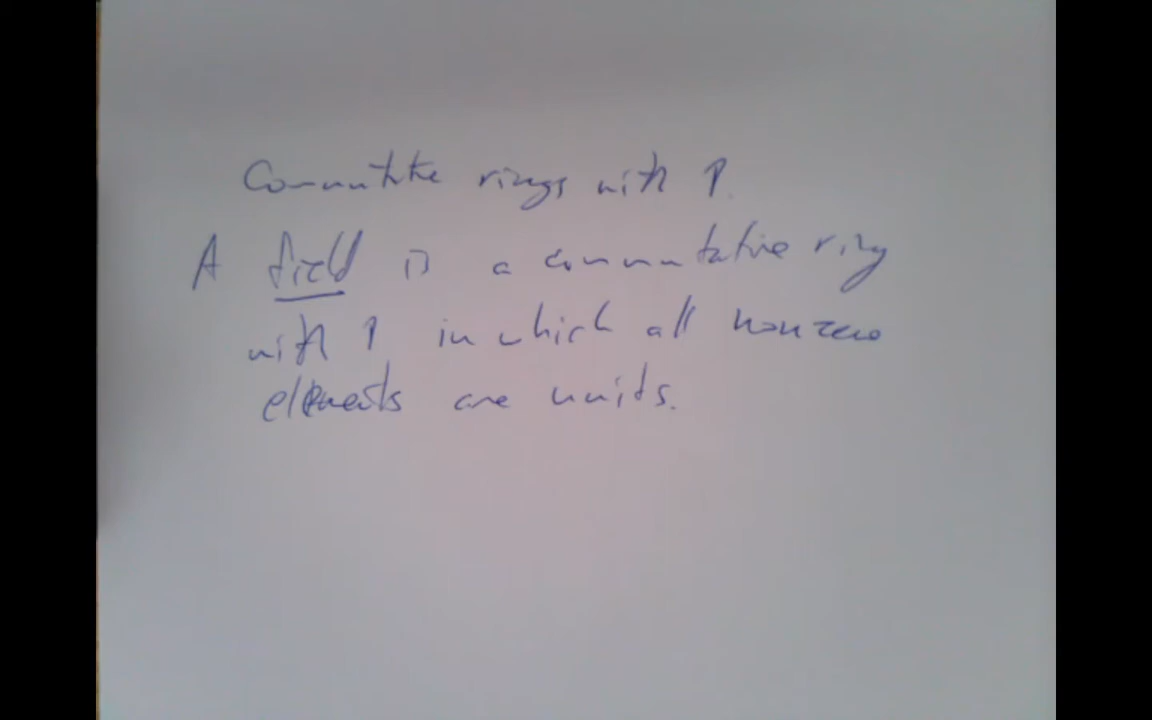 Commutative rings with 1.
A field is a commutative ring
with 1 in which all nonzero
elements are units.